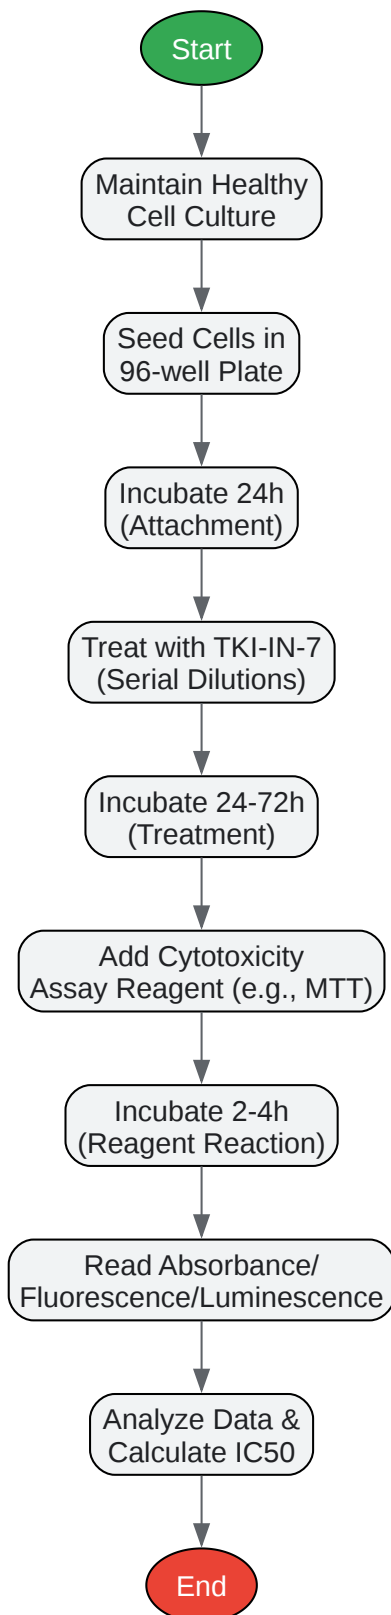 Start
Maintain Healthy
Cell Culture
Seed Cells in
96-well Plate
Incubate 24h
(Attachment)
Treat with TKI-IN-7
(Serial Dilutions)
Incubate 24-72h
(Treatment)
Add Cytotoxicity
Assay Reagent (e.g., MTT)
Incubate 2-4h
(Reagent Reaction)
Read Absorbance/
Fluorescence/Luminescence
Analyze Data &
Calculate IC50
End